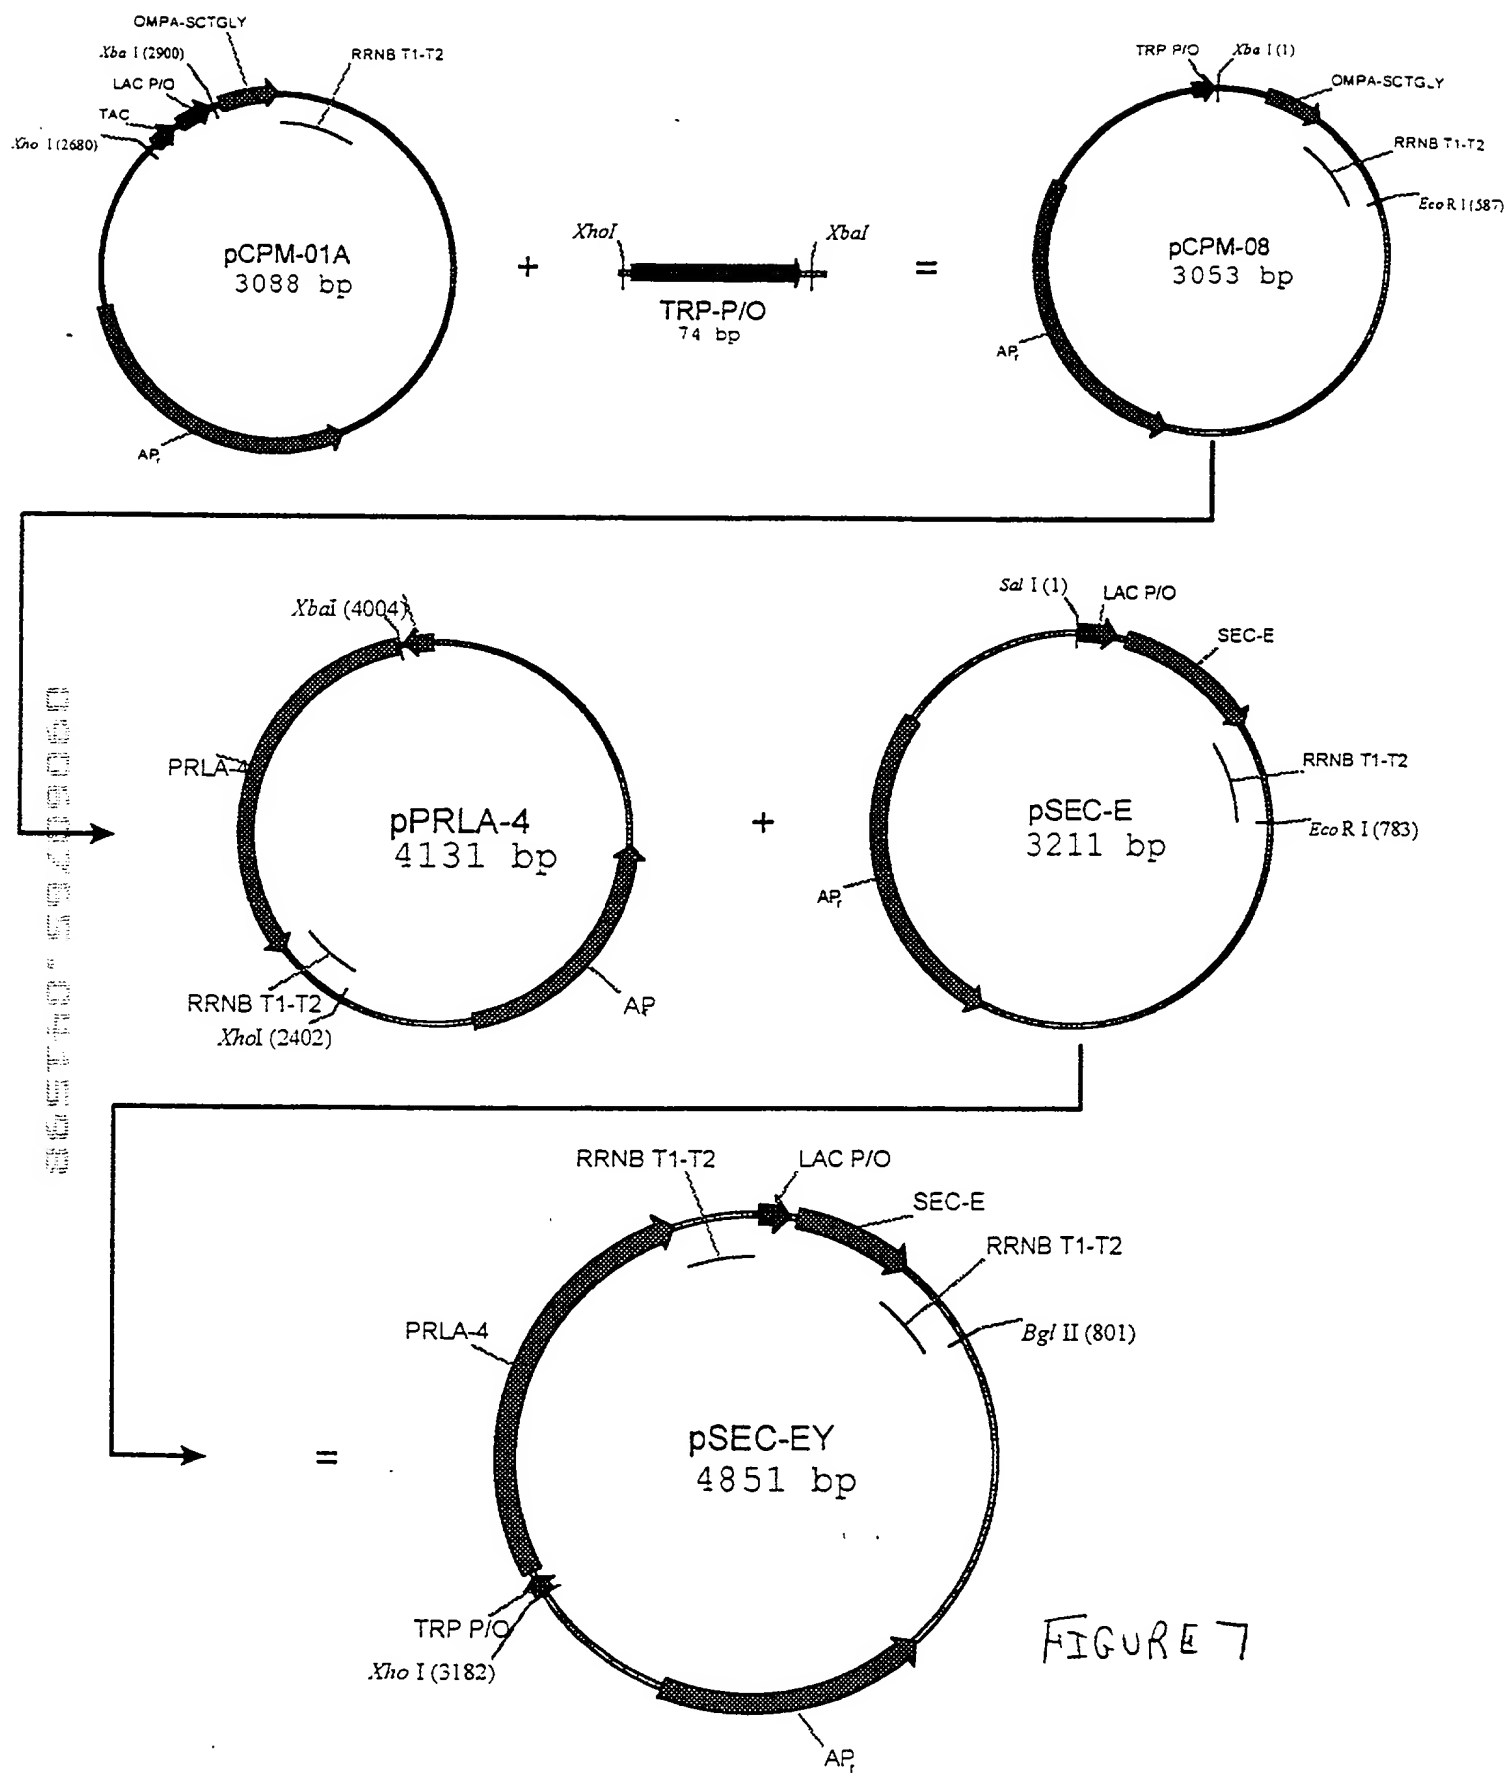 OMPA-SCTGLY
Xba I (2900)
RRNB T1-T2
LAC P/O
TAC
Xho I (2680)
pCPM-01A
3088 bp
APr
+
XhoI
XbaI
TRP-P/O
74 bp
=
TRP P/O
Xba I (1)
OMPA-SCTGLY
RRNB T1-T2
EcoR I (587)
pCPM-08
3053 bp
APr
XbaI (4004)
PRLA-4
pPRLA-4
4131 bp
RRNB T1-T2
XhoI (2402)
AP
+
Sal I (1)
LAC P/O
SEC-E
RRNB T1-T2
EcoR I (783)
pSEC-E
3211 bp
APr
=
RRNB T1-T2
LAC P/O
SEC-E
RRNB T1-T2
Bgl II (801)
PRLA-4
pSEC-EY
4851 bp
TRP P/O
Xho I (3182)
APr
FIGURE 7